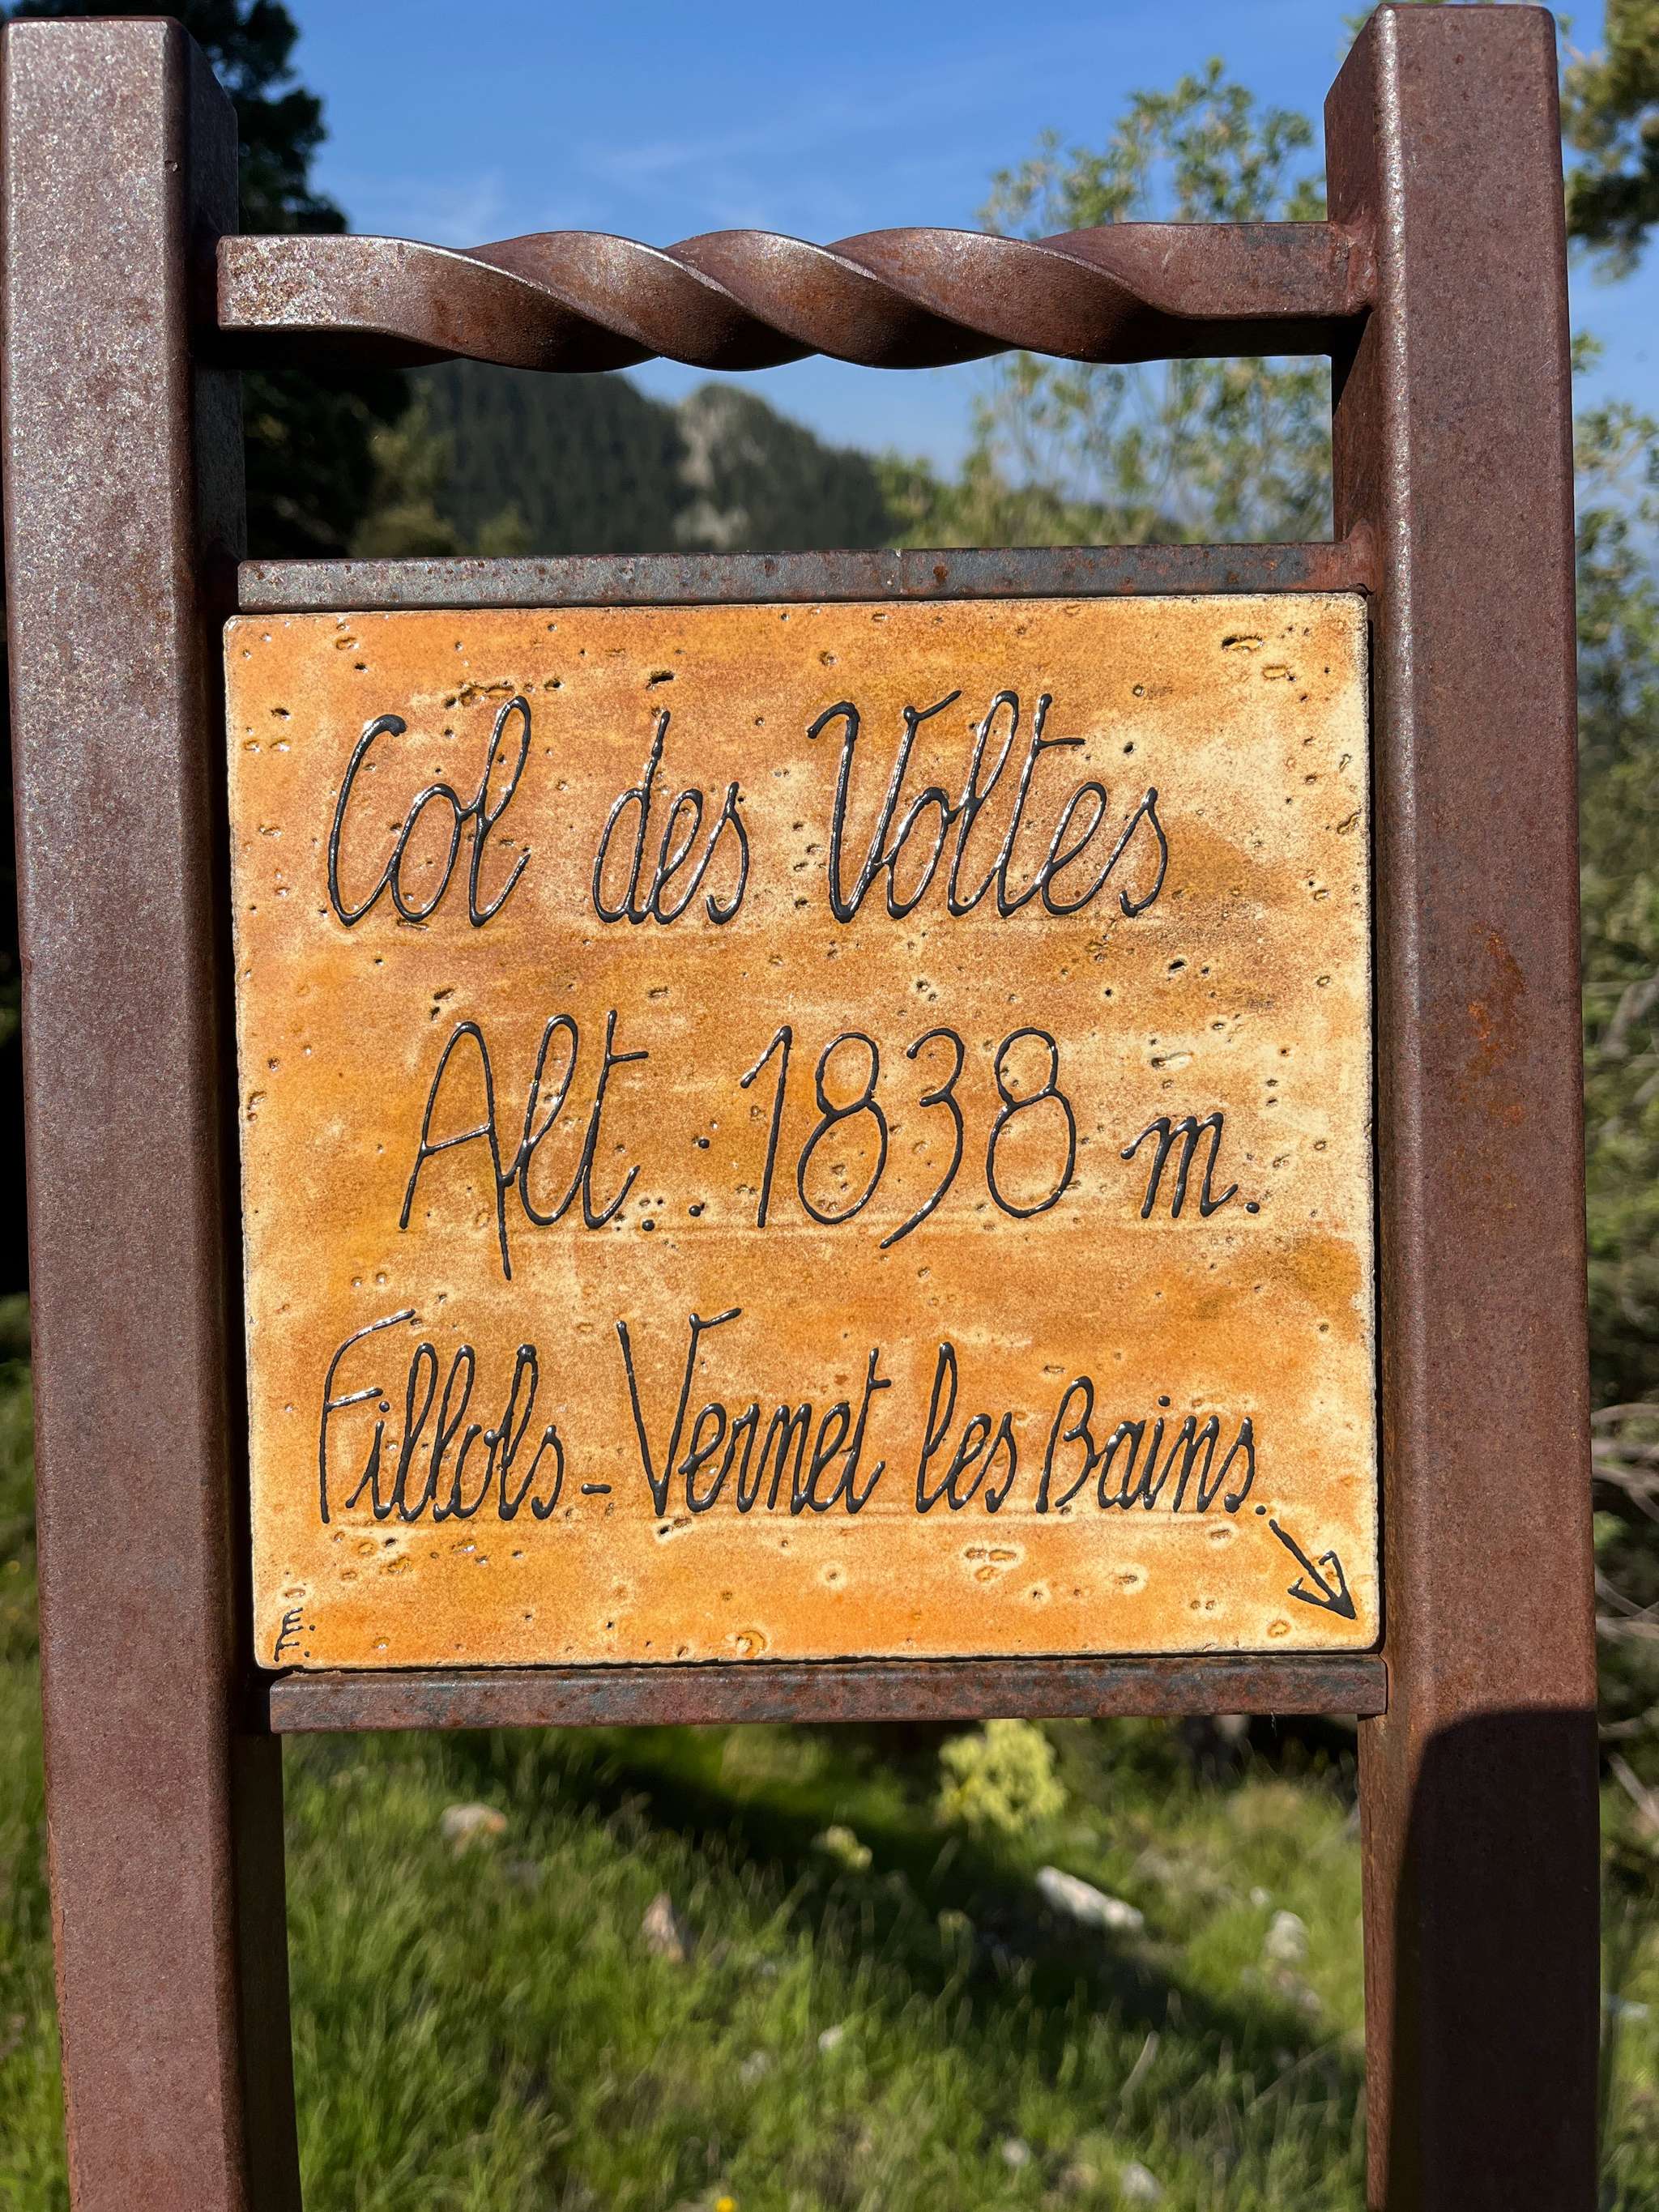 Col des Voltes
Alt. : 1838 m.
Fillols - Vernet les Bains.